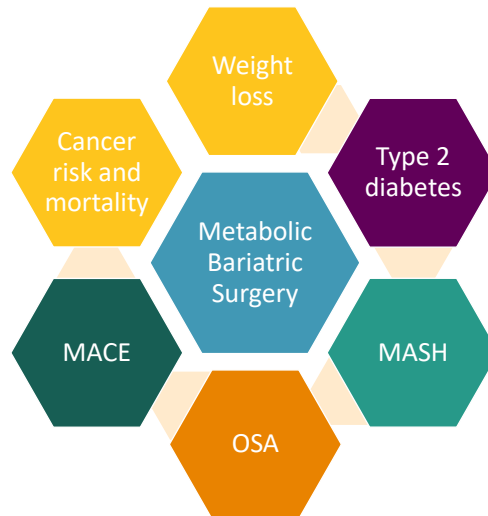 Weight
loss
Cancer
risk and
mortality
Type 2
diabetes
Metabolic
Bariatric
Surgery
MACE
MASH
OSA